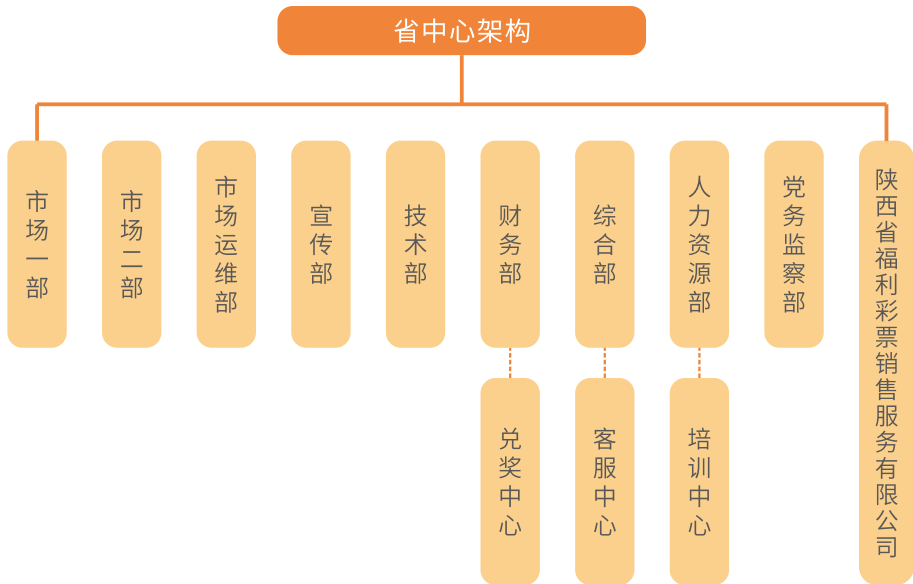 省中心架构
市场一部
市场二部
市场运维部
宣传部
技术部
财务部
综合部
人力资源部
党务监察部
陕西省福利彩票销售服务有限公司
兑奖中心
客服中心
培训中心